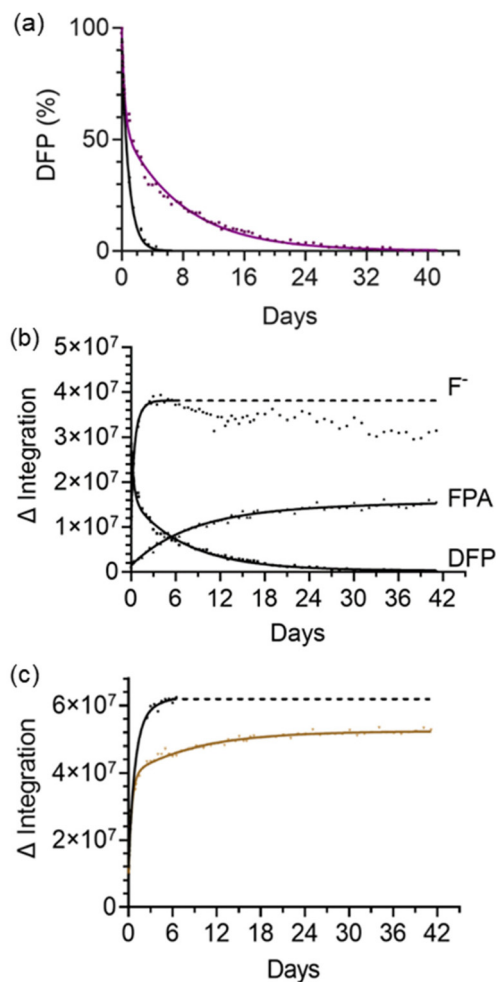 (a)
100
50
0
DFP (%)
0 8 16 24 32 40
Days
(b)
5×10⁷
4×10⁷
3×10⁷
2×10⁷
1×10⁷
0
Δ Integration
F⁻
FPA
DFP
0 6 12 18 24 30 36 42
Days
(c)
6×10⁷
4×10⁷
2×10⁷
0
Δ Integration
0 6 12 18 24 30 36 42
Days